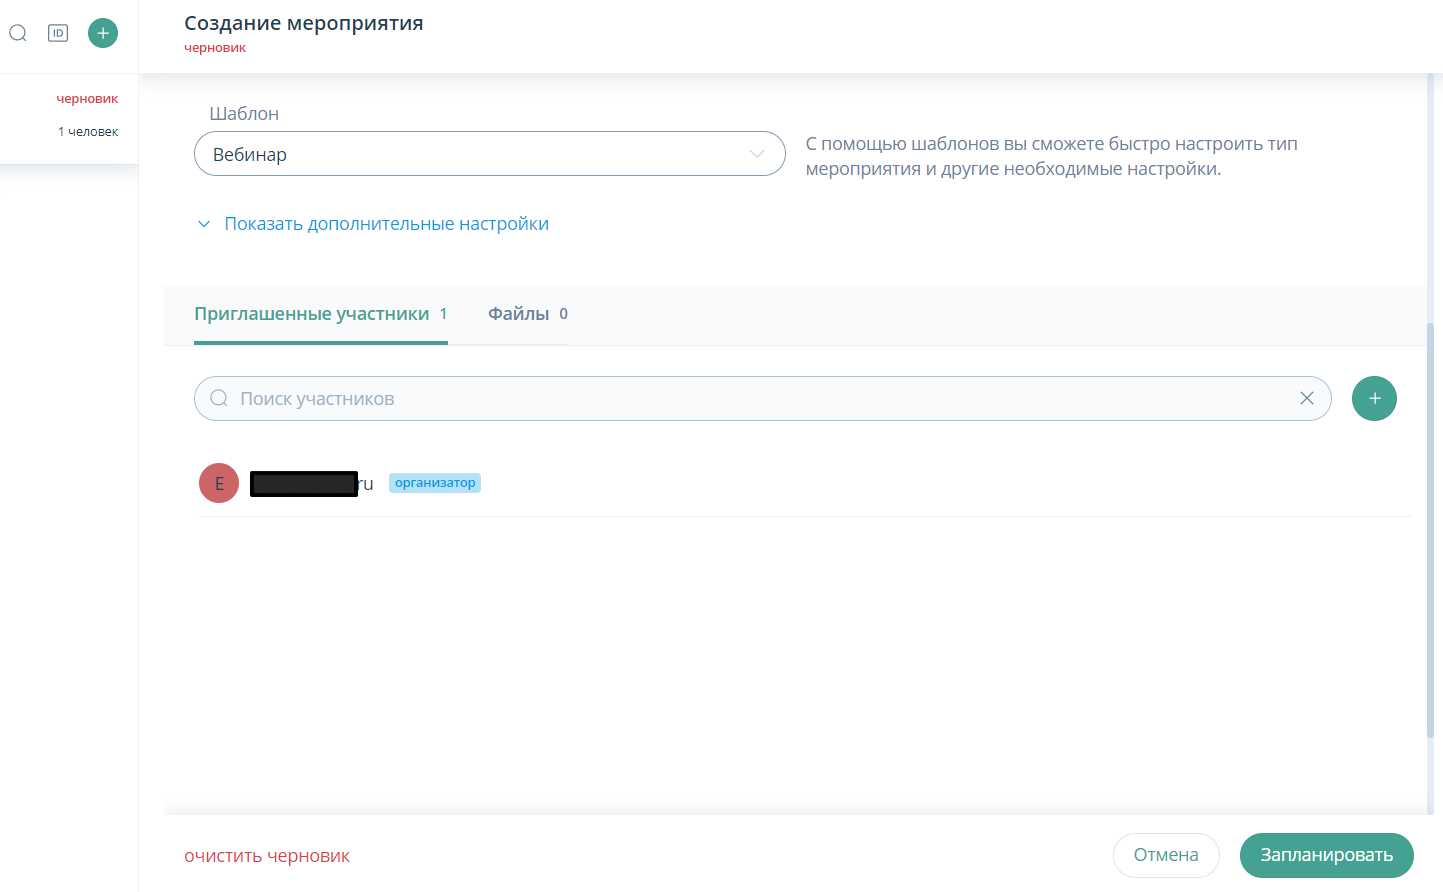 ID
Создание мероприятия
черновик
черновик
1 человек
Шаблон
Вебинар
С помощью шаблонов вы сможете быстро настроить тип
мероприятия и другие необходимые настройки.
Показать дополнительные настройки
Приглашенные участники 1 Файлы 0
Поиск участников
E ru организатор
очистить черновик
Отмена Запланировать